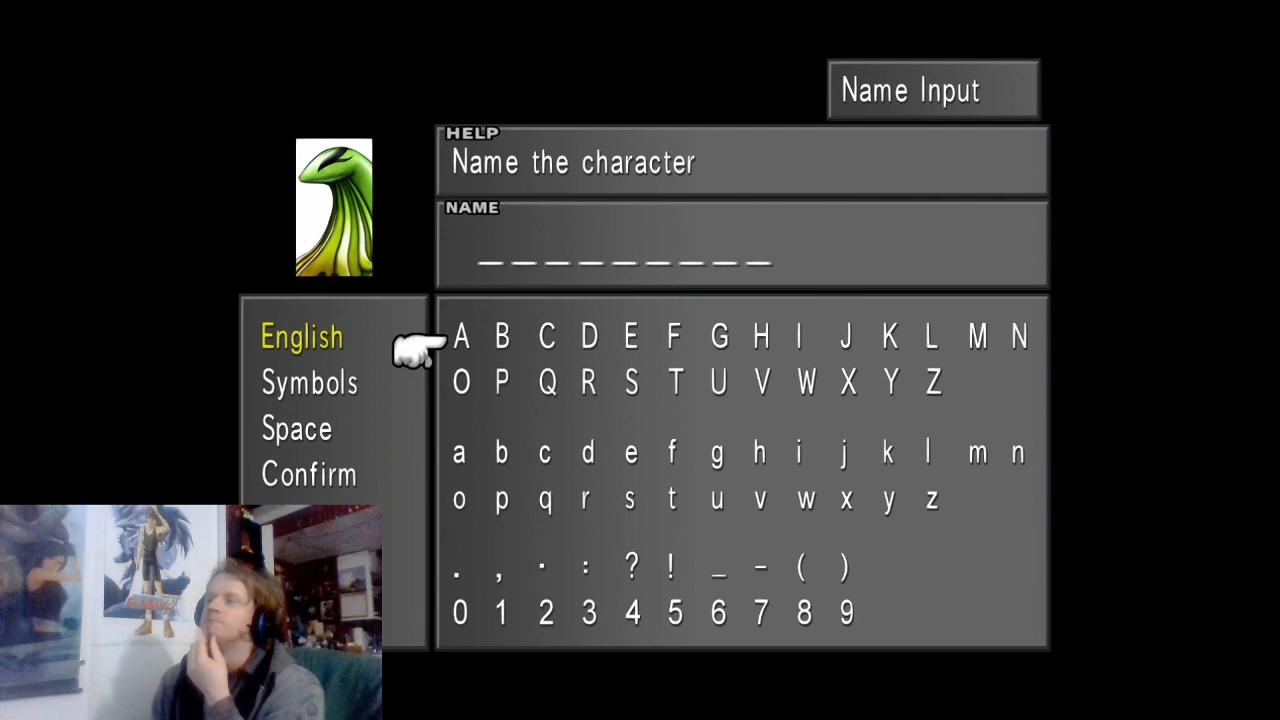 Name Input
HELP
Name the character
NAME
English
Symbols
Space
Confirm
A B C D E F G H I J K L M N
O P Q R S T U V W X Y Z
a b c d e f g h i j k l m n
o p q r s t u v w x y z
. , · : ? ! _ - ( )
0 1 2 3 4 5 6 7 8 9